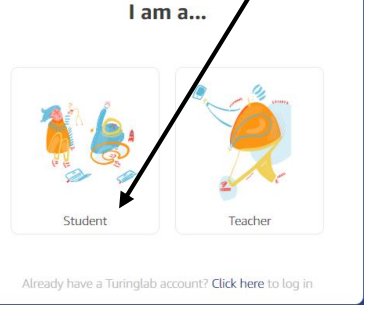 I am a...
Student
Teacher
Already have a Turinglab account? Click here to log in